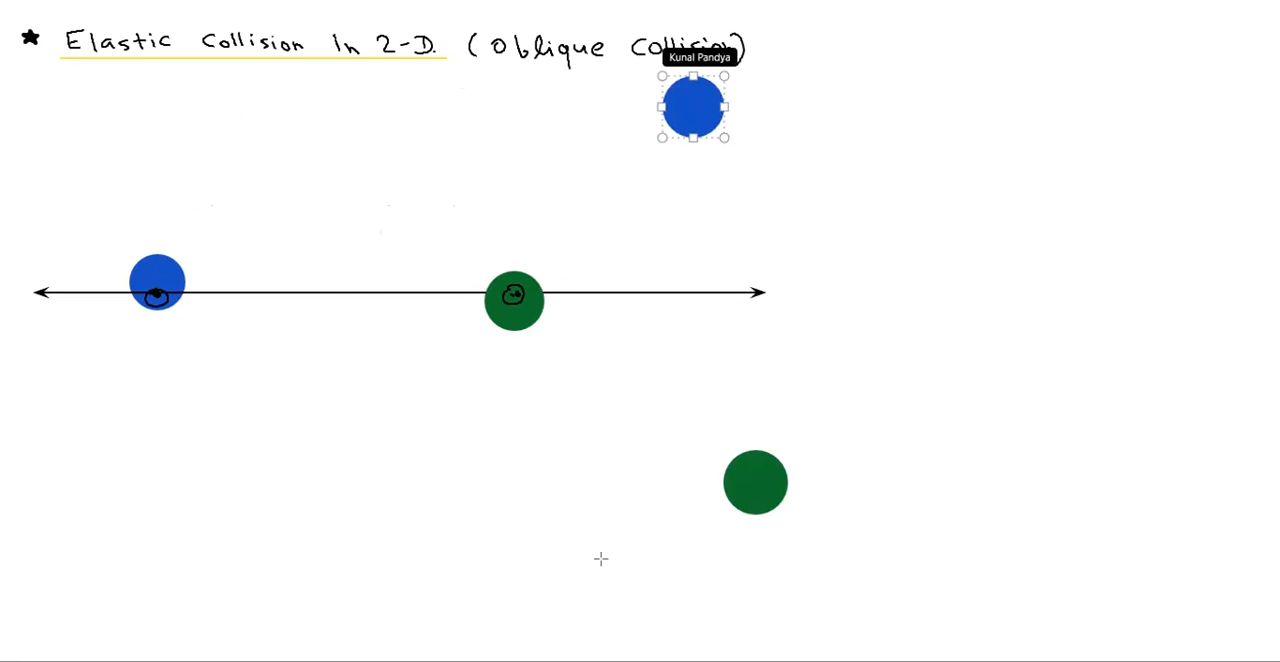 ★ Elastic Collision In 2-D. (Oblique Collision)
Kunal Pandya